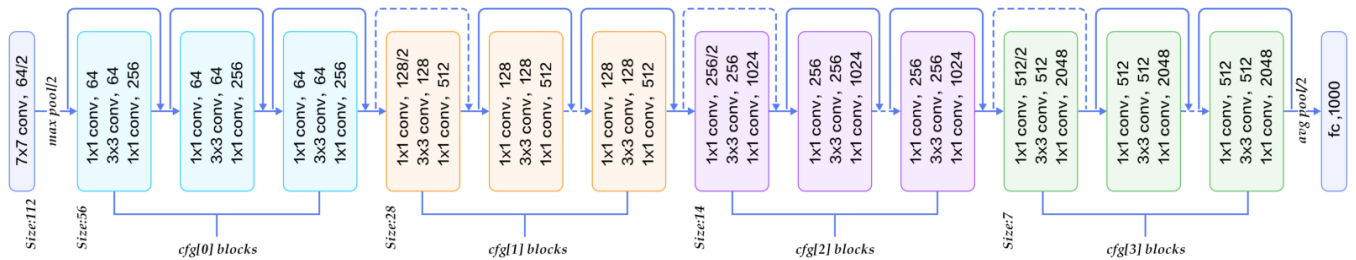 7x7 conv, 64/2
Size:112
max pool/2
1x1 conv, 64
3x3 conv, 64
1x1 conv, 256
Size:56
1x1 conv, 64
3x3 conv, 64
1x1 conv, 256
1x1 conv, 64
3x3 conv, 64
1x1 conv, 256
cfg[0] blocks
1x1 conv, 128/2
3x3 conv, 128
1x1 conv, 512
Size:28
1x1 conv, 128
3x3 conv, 128
1x1 conv, 512
1x1 conv, 128
3x3 conv, 128
1x1 conv, 512
cfg[1] blocks
1x1 conv, 256/2
3x3 conv, 256
1x1 conv, 1024
Size:14
1x1 conv, 256
3x3 conv, 256
1x1 conv, 1024
1x1 conv, 256
3x3 conv, 256
1x1 conv, 1024
cfg[2] blocks
1x1 conv, 512/2
3x3 conv, 512
1x1 conv, 2048
Size:7
1x1 conv, 512
3x3 conv, 512
1x1 conv, 2048
1x1 conv, 512
3x3 conv, 512
1x1 conv, 2048
cfg[3] blocks
avg pool/2
fc ,1000